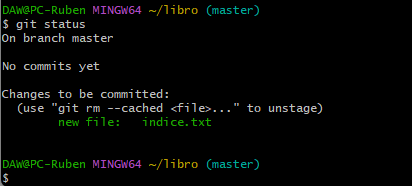 DAW@PC-Ruben MINGW64 ~/libro (master)
$ git status
On branch master
No commits yet
Changes to be committed:
  (use "git rm --cached <file>..." to unstage)
        new file:   indice.txt
DAW@PC-Ruben MINGW64 ~/libro (master)
$